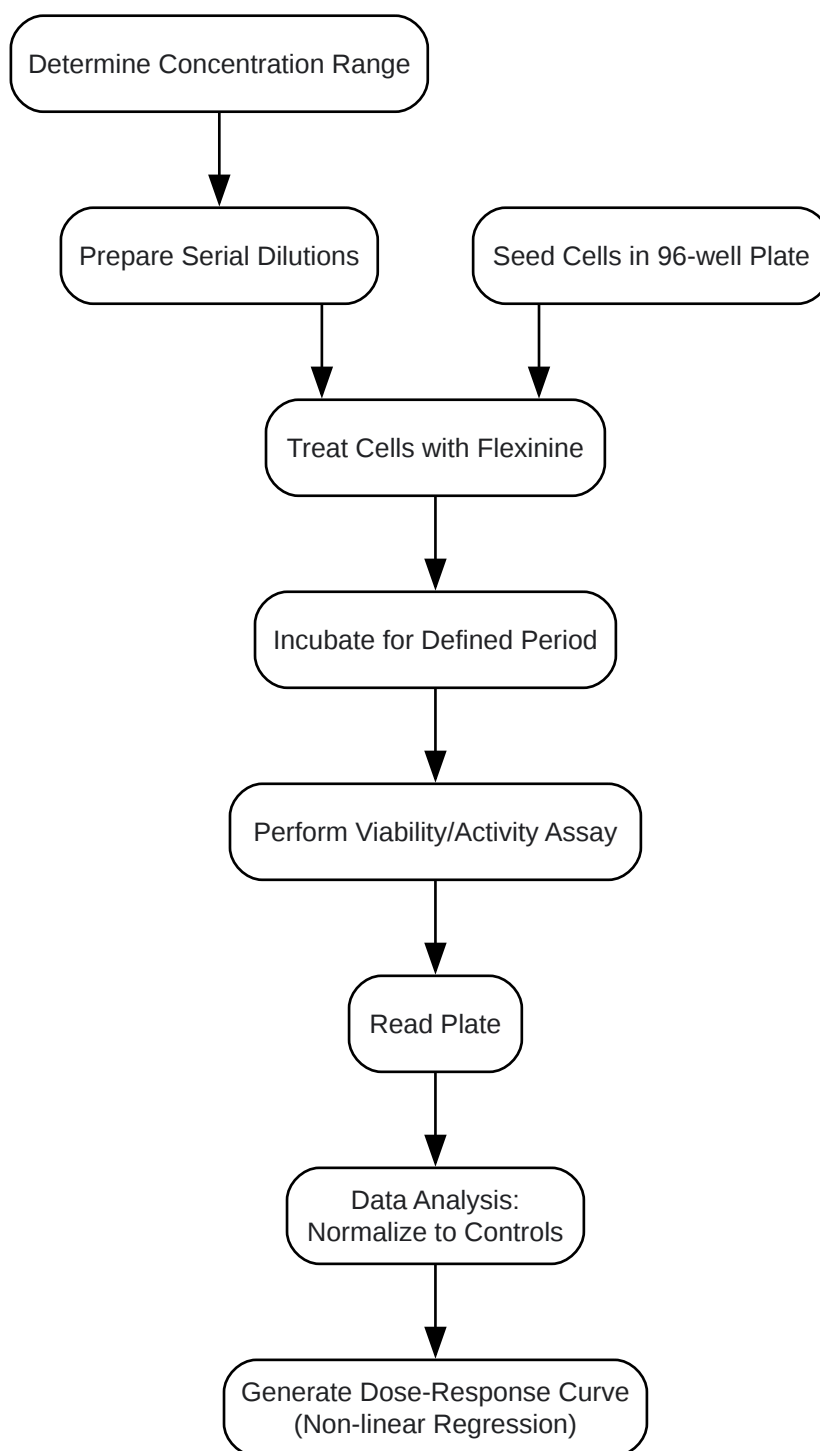 Determine Concentration Range
Prepare Serial Dilutions
Seed Cells in 96-well Plate
Treat Cells with Flexinine
Incubate for Defined Period
Perform Viability/Activity Assay
Read Plate
Data Analysis:
Normalize to Controls
Generate Dose-Response Curve
(Non-linear Regression)